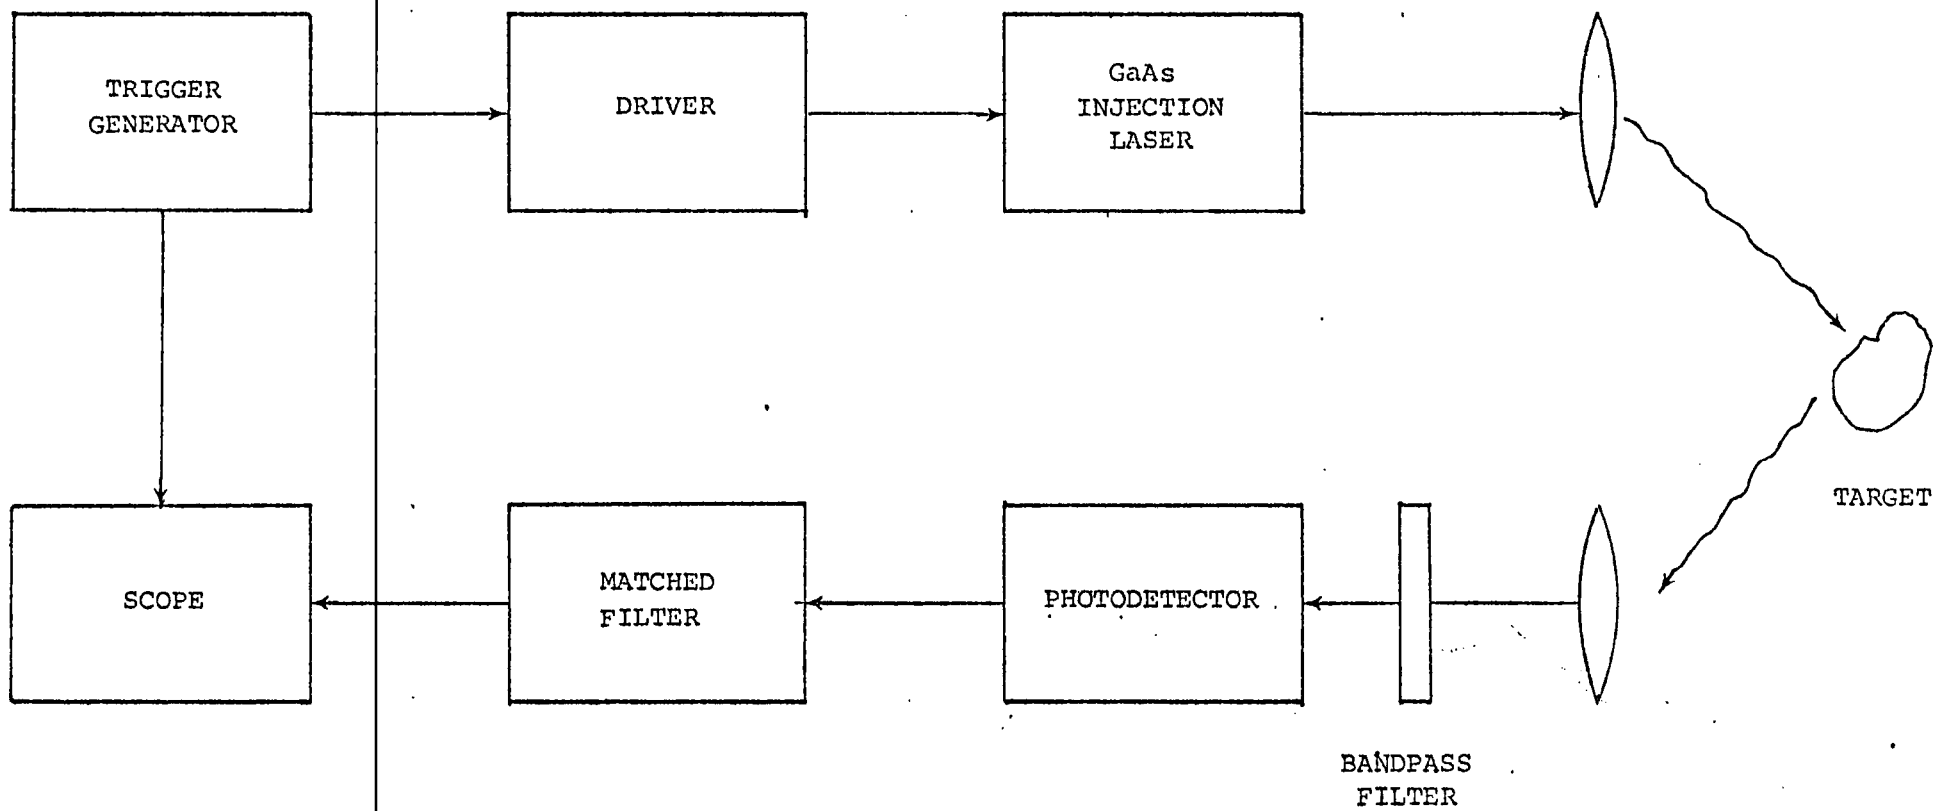 TRIGGER
GENERATOR
DRIVER
GaAs
INJECTION
LASER
TARGET
SCOPE
MATCHED
FILTER
PHOTODETECTOR
BANDPASS
FILTER